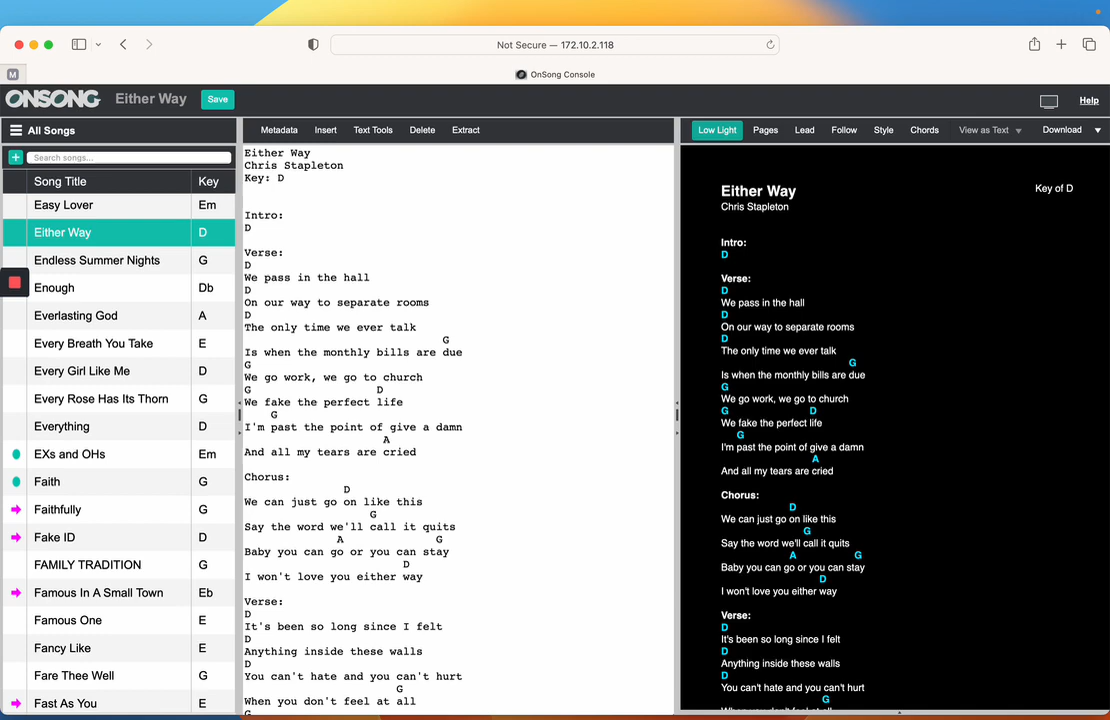 Not Secure — 172.10.2.118
M
OnSong Console
ONSONG Either Way Save Help
All Songs
Metadata Insert Text Tools Delete Extract
Low Light Pages Lead Follow Style Chords View as Text Download
+ Search songs...
Song Title Key
Easy Lover Em
Either Way D
Endless Summer Nights G
Enough Db
Everlasting God A
Every Breath You Take E
Every Girl Like Me D
Every Rose Has Its Thorn G
Everything D
EXs and OHs Em
Faith G
Faithfully G
Fake ID D
FAMILY TRADITION G
Famous In A Small Town Eb
Famous One E
Fancy Like E
Fare Thee Well G
Fast As You E
Either Way
Chris Stapleton
Key: D
Intro:
D
Verse:
D
We pass in the hall
D
On our way to separate rooms
D
The only time we ever talk
G
Is when the monthly bills are due
G
We go work, we go to church
G D
We fake the perfect life
G
I'm past the point of give a damn
A
And all my tears are cried
Chorus:
D
We can just go on like this
G
Say the word we'll call it quits
A G
Baby you can go or you can stay
D
I won't love you either way
Verse:
D
It's been so long since I felt
D
Anything inside these walls
D
You can't hate and you can't hurt
G
When you don't feel at all
G
Either Way
Key of D
Chris Stapleton
Intro:
D
Verse:
D
We pass in the hall
D
On our way to separate rooms
D
The only time we ever talk
G
Is when the monthly bills are due
G
We go work, we go to church
G D
We fake the perfect life
G
I'm past the point of give a damn
A
And all my tears are cried
Chorus:
D
We can just go on like this
G
Say the word we'll call it quits
A G
Baby you can go or you can stay
D
I won't love you either way
Verse:
D
It's been so long since I felt
D
Anything inside these walls
D
You can't hate and you can't hurt
G
When you don't feel at all